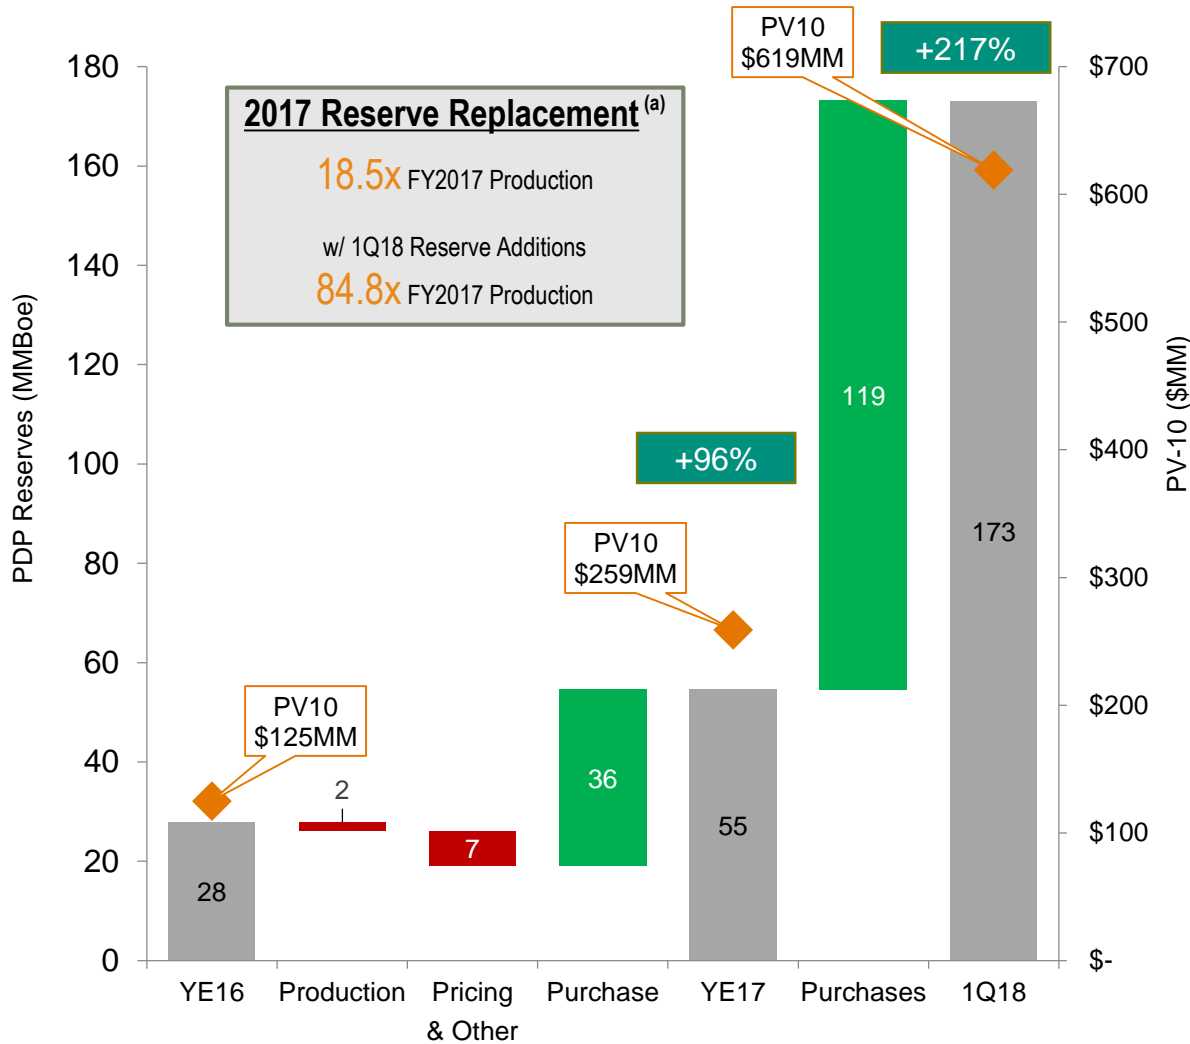 PV10
$619MM
+217%
180
160
140
120
100
80
60
40
20
0
PDP Reserves (MMBoe)
2017 Reserve Replacement (a)
18.5x FY2017 Production
w/ 1Q18 Reserve Additions
84.8x FY2017 Production
+96%
PV10
$259MM
PV10
$125MM
28
2
7
36
55
119
173
$700
$600
$500
$400
$300
$200
$100
$-
PV-10 ($MM)
YE16
Production
Pricing
& Other
Purchase
YE17
Purchases
1Q18